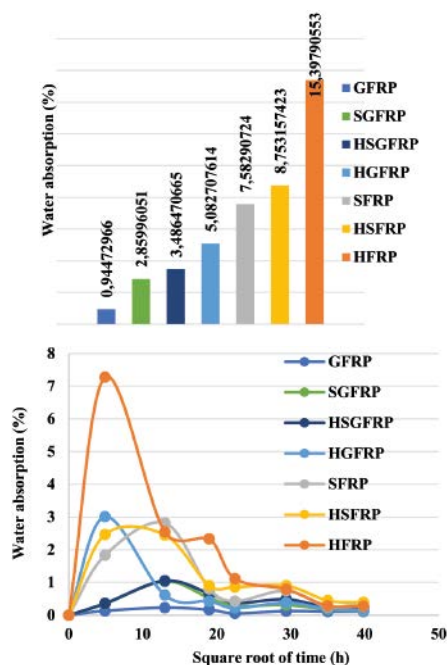 Water absorption (%)
0,94472966
2,85996051
3,486470665
5,082707614
7,58290724
8,753157423
15,39790553
GFRP
SGFRP
HSGFRP
HGFRP
SFRP
HSFRP
HFRP
Water absorption (%)
8
7
6
5
4
3
2
1
0
GFRP
SGFRP
HSGFRP
HGFRP
SFRP
HSFRP
HFRP
0 10 20 30 40 50
Square root of time (h)